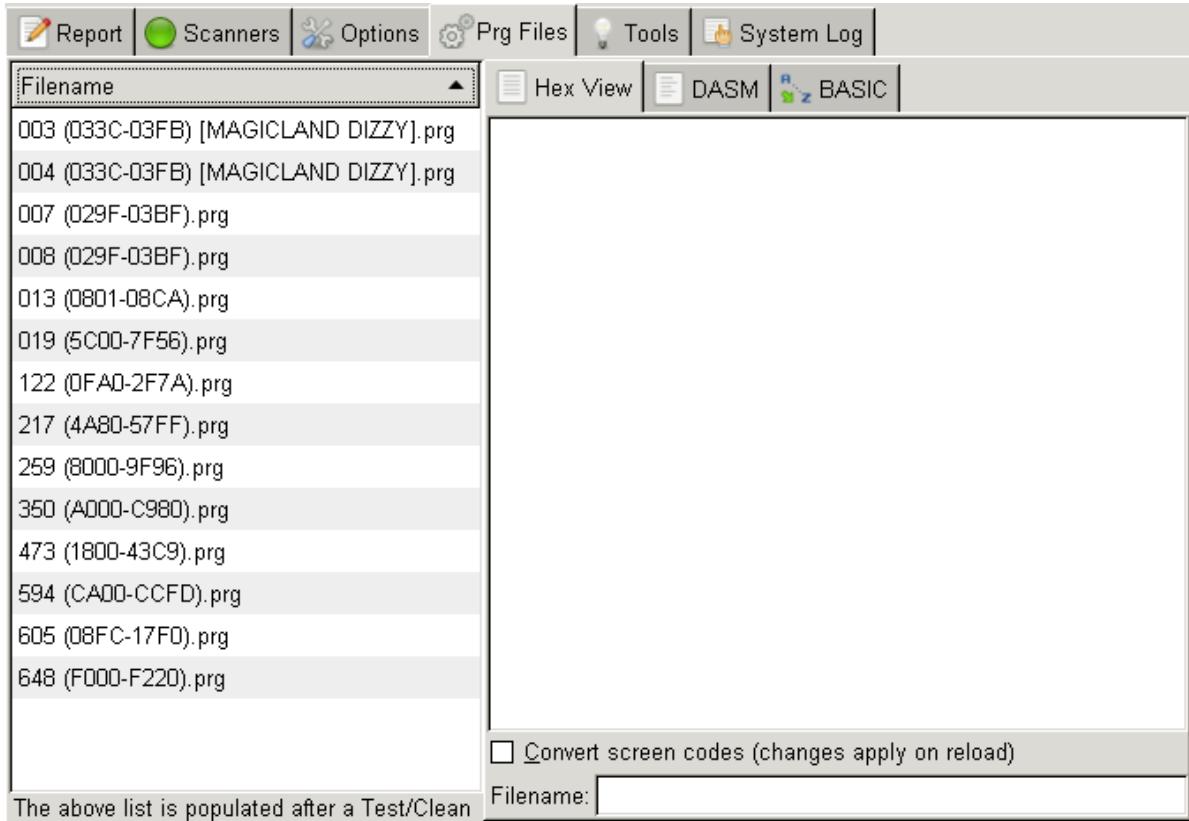 Report Scanners Options Prg Files Tools System Log
Filename
Hex View DASM BASIC
003 (033C-03FB) [MAGICLAND DIZZY].prg
004 (033C-03FB) [MAGICLAND DIZZY].prg
007 (029F-03BF).prg
008 (029F-03BF).prg
013 (0801-08CA).prg
019 (5C00-7F56).prg
122 (0FA0-2F7A).prg
217 (4A80-57FF).prg
259 (8000-9F96).prg
350 (A000-C980).prg
473 (1800-43C9).prg
594 (CA00-CCFD).prg
605 (08FC-17F0).prg
648 (F000-F220).prg
Convert screen codes (changes apply on reload)
Filename:
The above list is populated after a Test/Clean